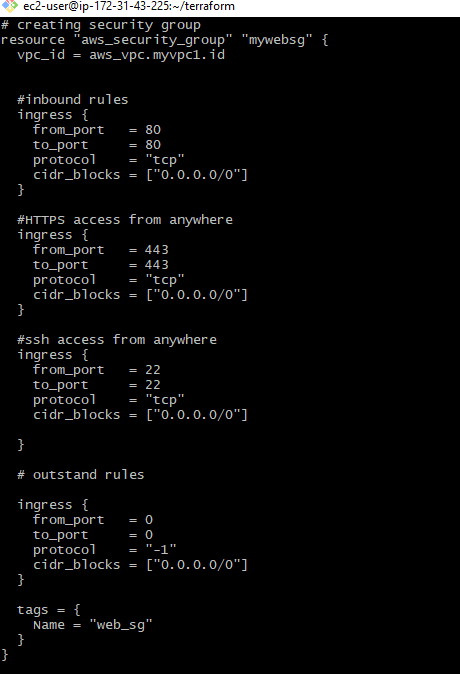 ec2-user@ip-172-31-43-225:~/terraform
# creating security group
resource "aws_security_group" "mywebsg" {
  vpc_id = aws_vpc.myvpc1.id
  #inbound rules
  ingress {
    from_port   = 80
    to_port     = 80
    protocol    = "tcp"
    cidr_blocks = ["0.0.0.0/0"]
  }
  #HTTPS access from anywhere
  ingress {
    from_port   = 443
    to_port     = 443
    protocol    = "tcp"
    cidr_blocks = ["0.0.0.0/0"]
  }
  #ssh access from anywhere
  ingress {
    from_port   = 22
    to_port     = 22
    protocol    = "tcp"
    cidr_blocks = ["0.0.0.0/0"]
  }
  # outstand rules
  ingress {
    from_port   = 0
    to_port     = 0
    protocol    = "-1"
    cidr_blocks = ["0.0.0.0/0"]
  }
  tags = {
    Name = "web_sg"
  }
}